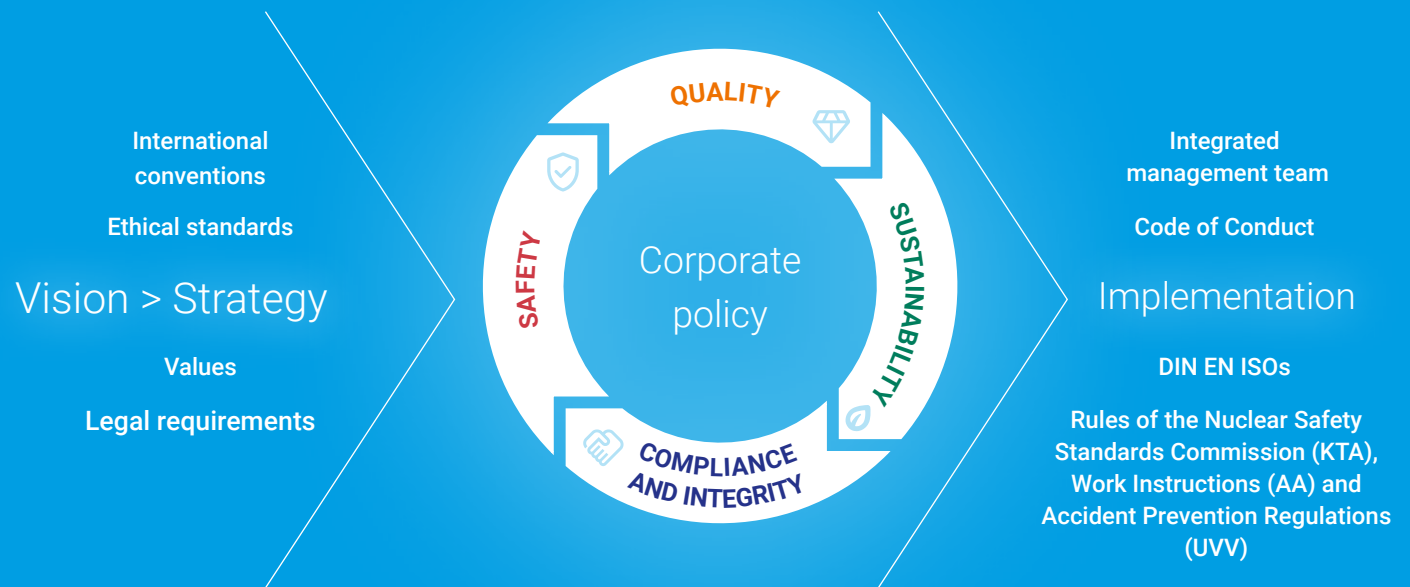 International
conventions
Ethical standards
Vision > Strategy
Values
Legal requirements
QUALITY
SAFETY
Corporate
policy
SUSTAINABILITY
COMPLIANCE
AND INTEGRITY
Integrated
management team
Code of Conduct
Implementation
DIN EN ISOs
Rules of the Nuclear Safety
Standards Commission (KTA),
Work Instructions (AA) and
Accident Prevention Regulations
(UVV)